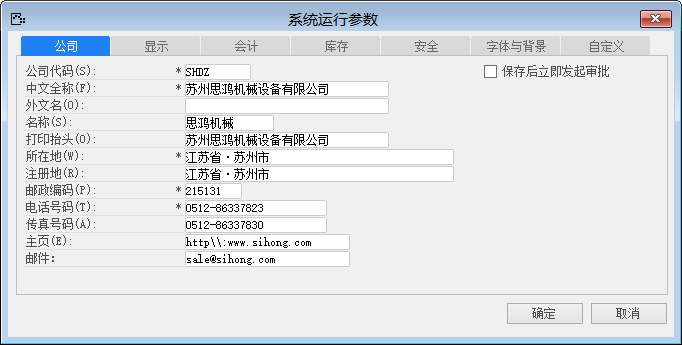 系统运行参数
公司 显示 会计 库存 安全 字体与背景 自定义
公司代码(S): * SHDZ 保存后立即发起审批
中文全称(F): * 苏州思鸿机械设备有限公司
外文名(O):
名称(S): 思鸿机械
打印抬头(O): 苏州思鸿机械设备有限公司
所在地(W): * 江苏省·苏州市
注册地(R): 江苏省·苏州市
邮政编码(P): * 215131
电话号码(T): * 0512-86337823
传真号码(A): 0512-86337830
主页(E): http\\:www.sihong.com
邮件: sale@sihong.com
确定 取消